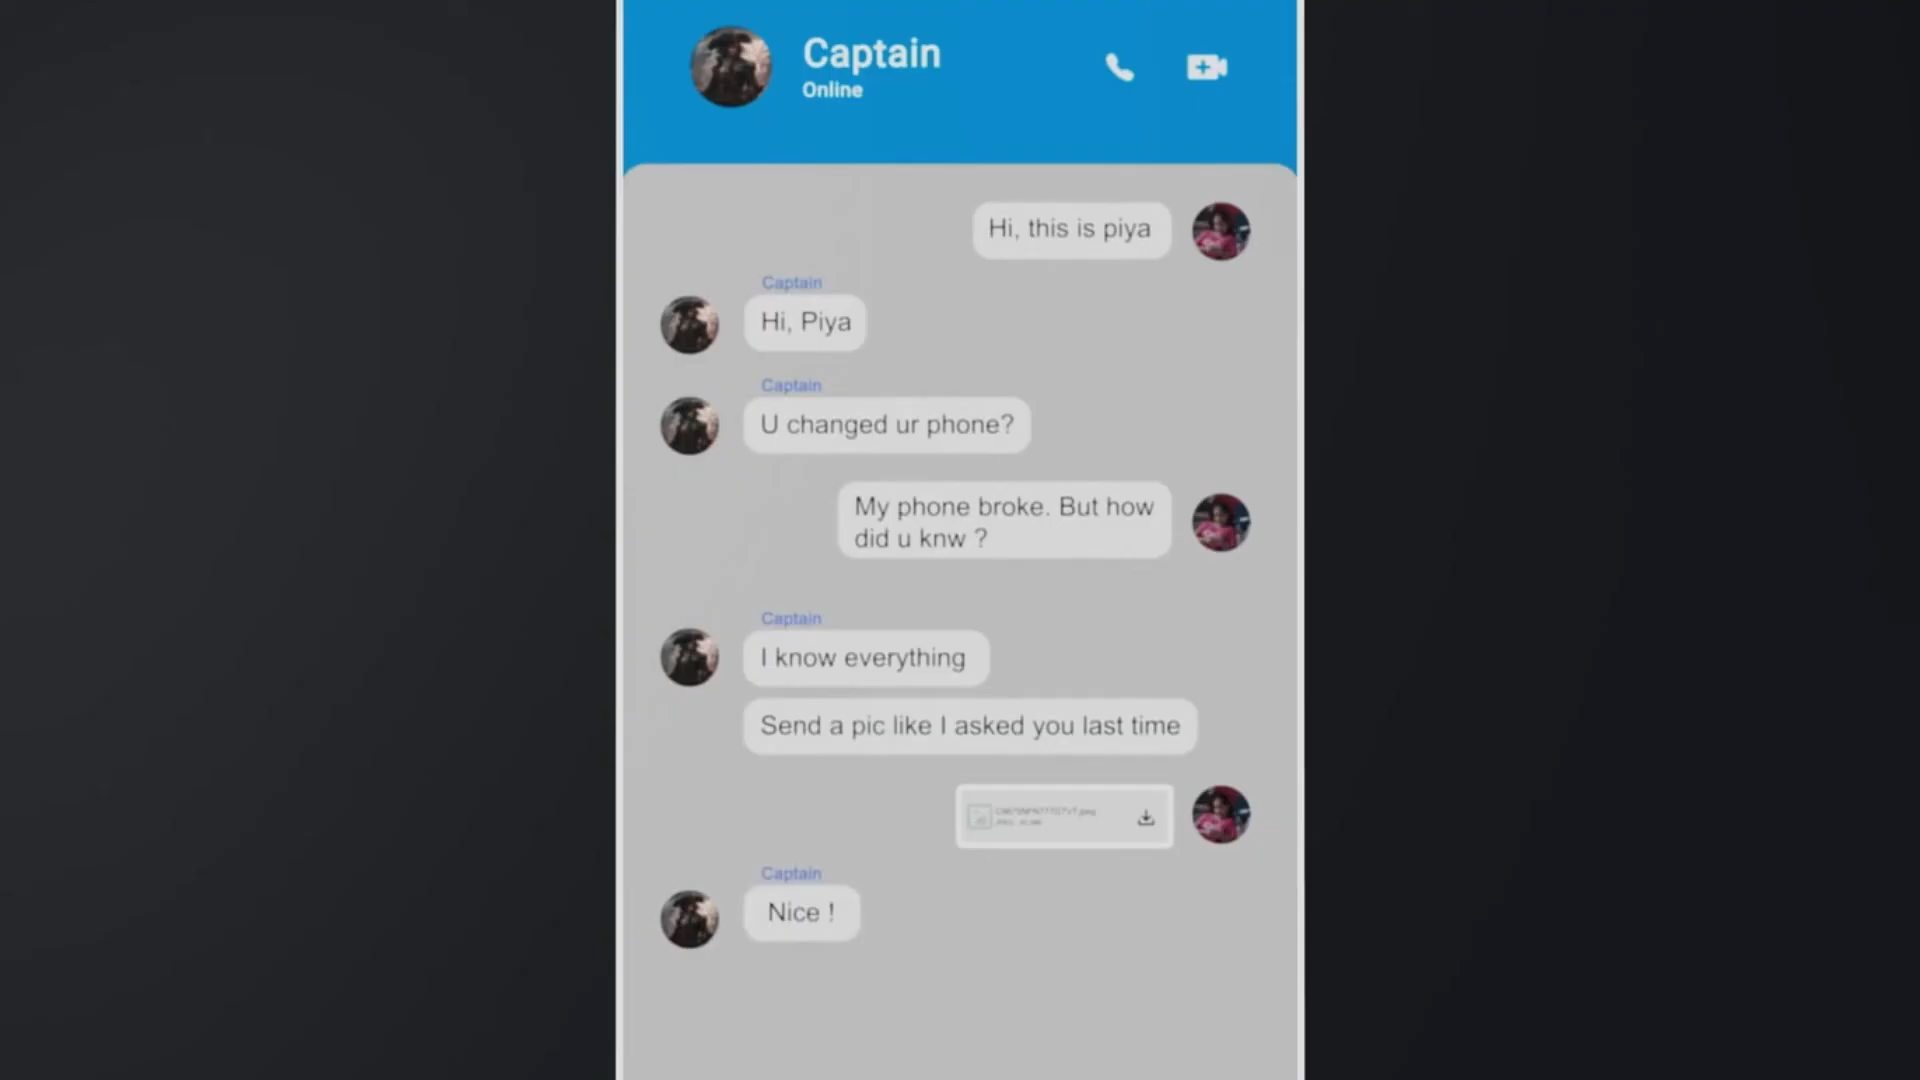 Captain
Online
Hi, this is piya
Captain
Hi, Piya
Captain
U changed ur phone?
My phone broke. But how
did u knw ?
Captain
I know everything
Send a pic like I asked you last time
Captain
Nice !